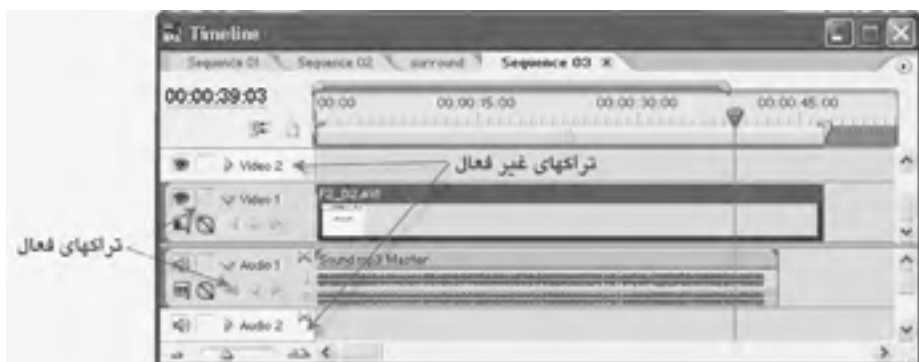 Timeline
Sequence 01 Sequence 02 surround Sequence 03
00:00:39:03
00:00 00:00:15:00 00:00:30:00 00:00:45:00
Video 2
تراکهای غیر فعال
Video 1
تراکهای فعال
Audio 1 Sound.mp3 Master
Audio 2